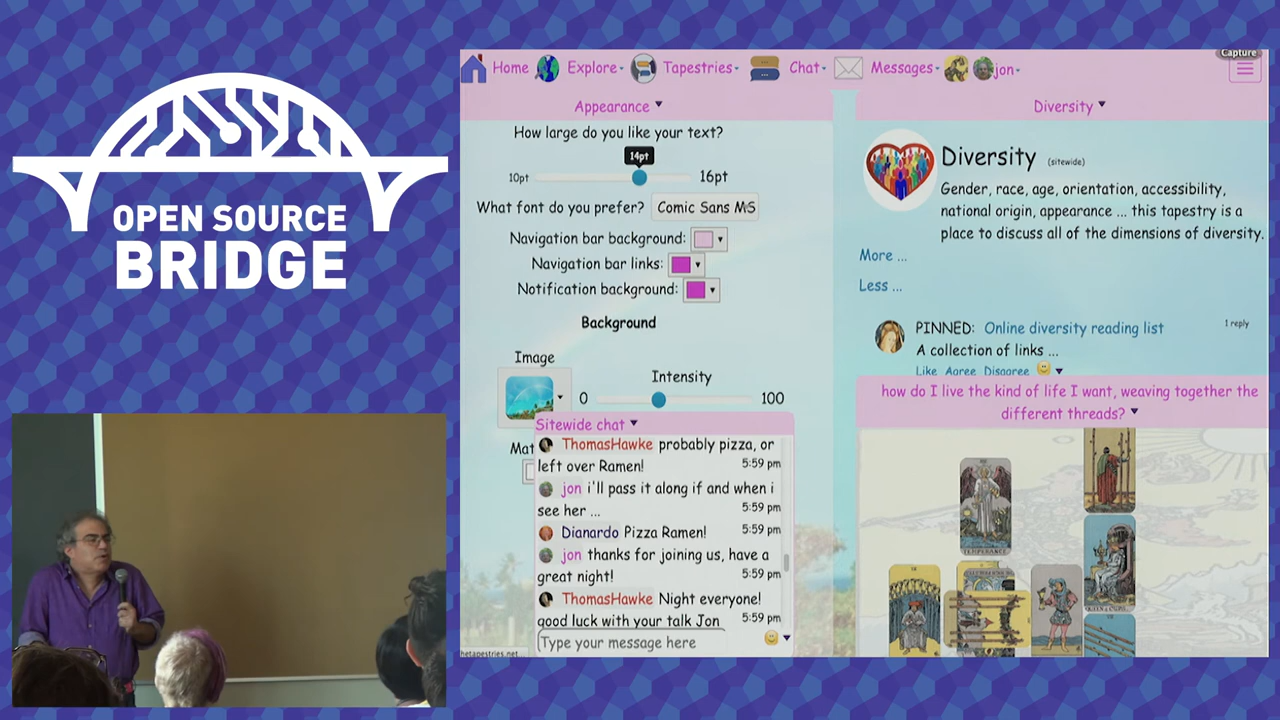 OPEN SOURCE
BRIDGE
Capture
Home Explore Tapestries Chat Messages jon
Appearance
How large do you like your text?
14pt
10pt 16pt
What font do you prefer? Comic Sans MS
Navigation bar background:
Navigation bar links:
Notification background:
Background
Image
Intensity
0 100
Mat
Sitewide chat
ThomasHawke probably pizza, or
left over Ramen! 5:59 pm
jon i'll pass it along if and when i
see her ... 5:59 pm
Dianardo Pizza Ramen! 5:59 pm
jon thanks for joining us, have a
great night! 5:59 pm
ThomasHawke Night everyone!
good luck with your talk Jon 5:59 pm
Type your message here
hetapestries.net...
Diversity
Diversity (sitewide)
Gender, race, age, orientation, accessibility,
national origin, appearance ... this tapestry is a
place to discuss all of the dimensions of diversity.
More ...
Less ...
PINNED: Online diversity reading list 1 reply
A collection of links ...
Like Agree Disagree
how do I live the kind of life I want, weaving together the
different threads?
TEMPERANCE